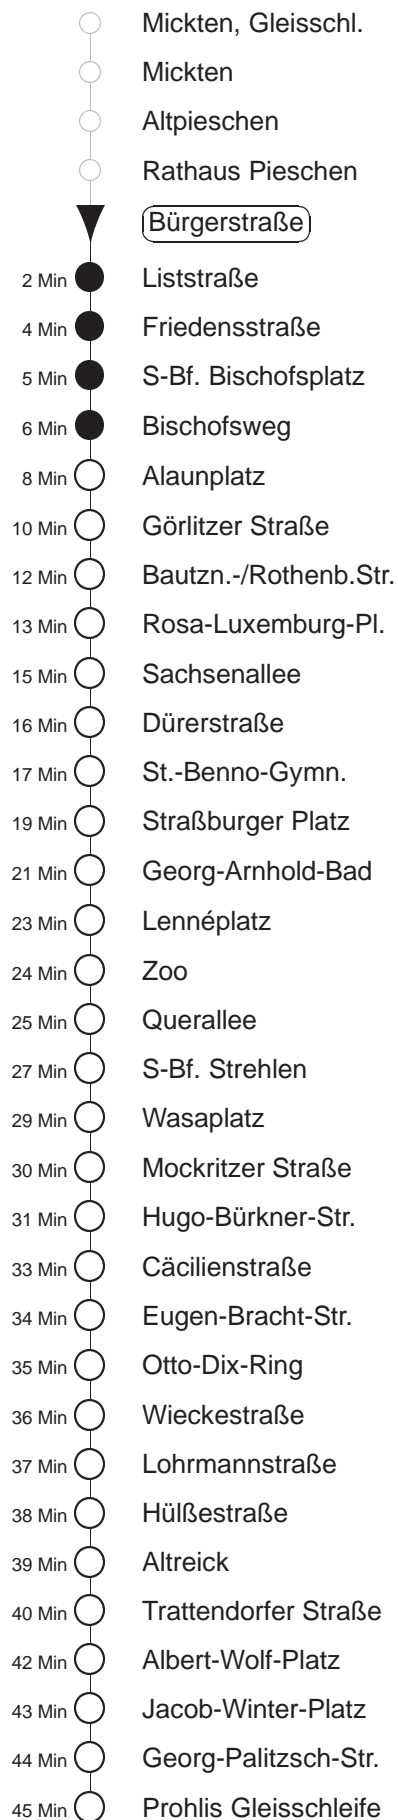 Mickten, Gleisschl.
Mickten
Altpieschen
Rathaus Pieschen
Bürgerstraße
2 Min Liststraße
4 Min Friedensstraße
5 Min S-Bf. Bischofsplatz
6 Min Bischofsweg
8 Min Alaunplatz
10 Min Görlitzer Straße
12 Min Bautzn.-/Rothenb.Str.
13 Min Rosa-Luxemburg-Pl.
15 Min Sachsenallee
16 Min Dürerstraße
17 Min St.-Benno-Gymn.
19 Min Straßburger Platz
21 Min Georg-Arnhold-Bad
23 Min Lennéplatz
24 Min Zoo
25 Min Querallee
27 Min S-Bf. Strehlen
29 Min Wasaplatz
30 Min Mockritzer Straße
31 Min Hugo-Bürkner-Str.
33 Min Cäcilienstraße
34 Min Eugen-Bracht-Str.
35 Min Otto-Dix-Ring
36 Min Wieckestraße
37 Min Lohrmannstraße
38 Min Hülßestraße
39 Min Altreick
40 Min Trattendorfer Straße
42 Min Albert-Wolf-Platz
43 Min Jacob-Winter-Platz
44 Min Georg-Palitzsch-Str.
45 Min Prohlis Gleisschleife